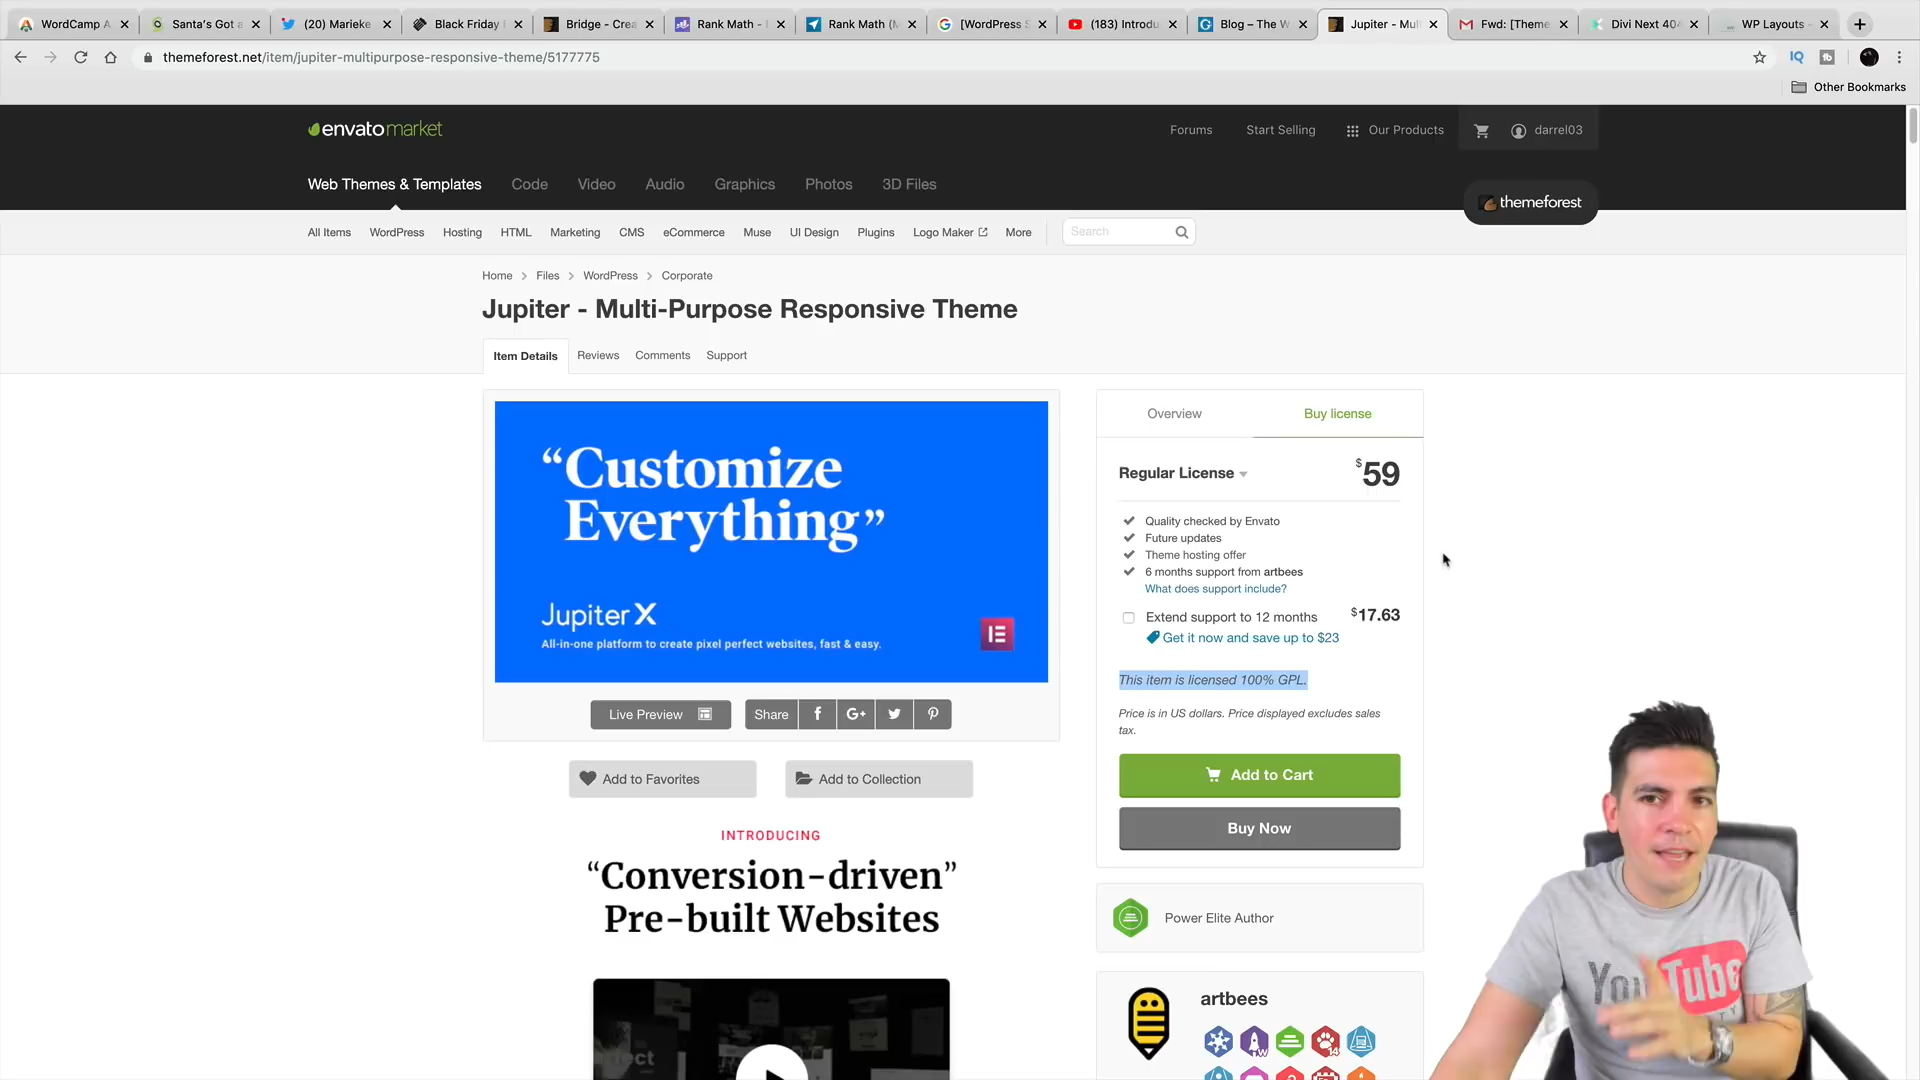 WordCamp A
Santa's Got a
(20) Marieke
Black Friday
Bridge - Crea
Rank Math -
Rank Math (M
[WordPress S
(183) Introdu
Blog – The W
Jupiter - Mul
Fwd: [Theme
Divi Next 404
WP Layouts -
themeforest.net/item/jupiter-multipurpose-responsive-theme/5177775
IQ
Other Bookmarks
envatomarket
Forums
Start Selling
Our Products
darrel03
Web Themes & Templates
Code
Video
Audio
Graphics
Photos
3D Files
themeforest
All Items
WordPress
Hosting
HTML
Marketing
CMS
eCommerce
Muse
UI Design
Plugins
Logo Maker
More
Search
Home > Files > WordPress > Corporate
Jupiter - Multi-Purpose Responsive Theme
Item Details
Reviews
Comments
Support
“Customize
Everything”
Jupiter X
All-in-one platform to create pixel perfect websites, fast & easy.
Live Preview
Share
G+
Add to Favorites
Add to Collection
INTRODUCING
“Conversion-driven”
Pre-built Websites
Overview
Buy license
Regular License
$59
Quality checked by Envato
Future updates
Theme hosting offer
6 months support from artbees
What does support include?
Extend support to 12 months
$17.63
Get it now and save up to $23
This item is licensed 100% GPL.
Price is in US dollars. Price displayed excludes sales
tax.
Add to Cart
Buy Now
Power Elite Author
artbees
YouTube